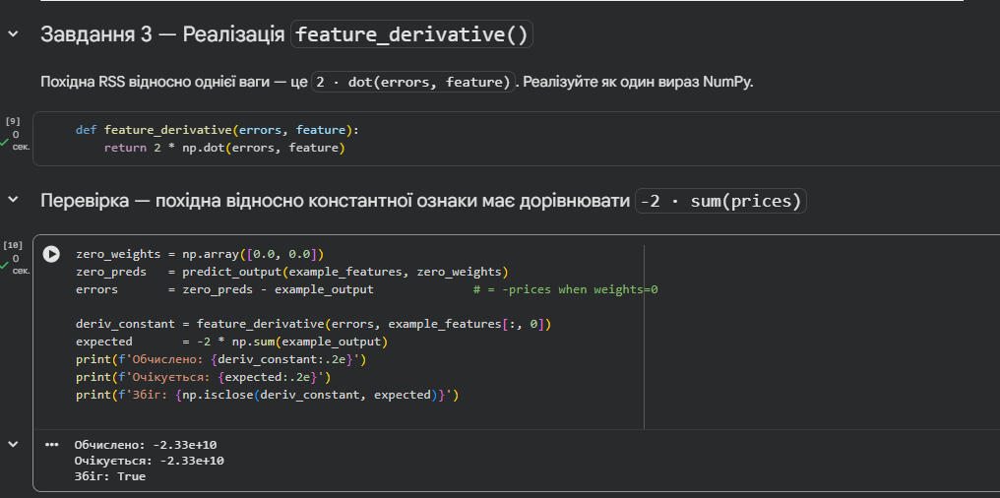 Завдання 3 — Реалізація feature_derivative()
Похідна RSS відносно однієї ваги — це 2 · dot(errors, feature). Реалізуйте як один вираз NumPy.
[9]
0
сек.
def feature_derivative(errors, feature):
    return 2 * np.dot(errors, feature)
Перевірка — похідна відносно константної ознаки має дорівнювати -2 · sum(prices)
[10]
0
сек.
zero_weights = np.array([0.0, 0.0])
zero_preds   = predict_output(example_features, zero_weights)
errors       = zero_preds - example_output              # = -prices when weights=0
deriv_constant = feature_derivative(errors, example_features[:, 0])
expected       = -2 * np.sum(example_output)
print(f'Обчислено: {deriv_constant:.2e}')
print(f'Очікується: {expected:.2e}')
print(f'Збіг: {np.isclose(deriv_constant, expected)}')
Обчислено: -2.33e+10
Очікується: -2.33e+10
Збіг: True